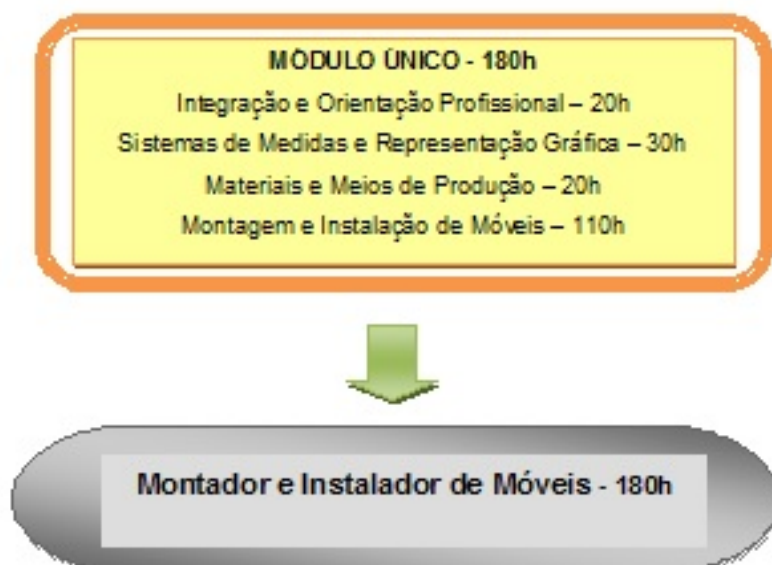 MÓDULO ÚNICO - 180h
Integração e Orientação Profissional – 20h
Sistemas de Medidas e Representação Gráfica – 30h
Materiais e Meios de Produção – 20h
Montagem e Instalação de Móveis – 110h
Montador e Instalador de Móveis - 180h